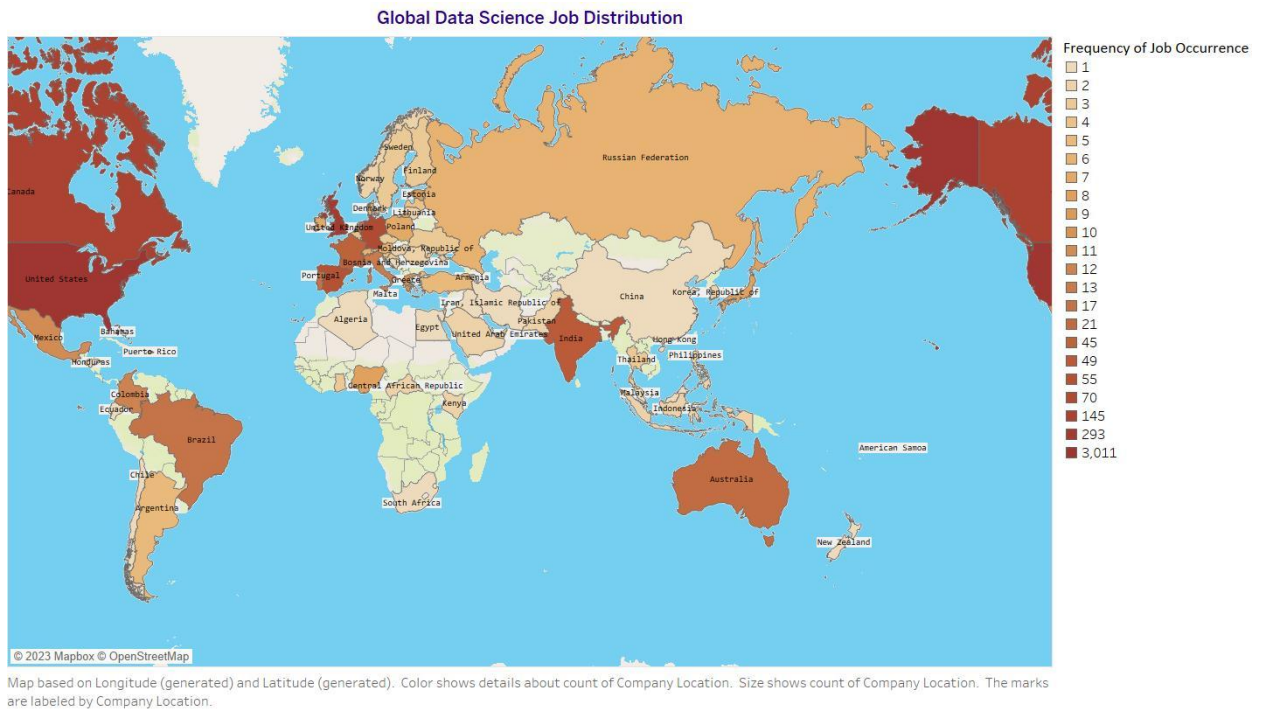 Global Data Science Job Distribution
Frequency of Job Occurrence
1
2
3
4
5
6
7
8
9
10
11
12
13
17
21
45
49
55
70
145
293
3,011
Russian Federation
Sweden
Finland
Norway
Estonia
Canada
Denmark
Lithuania
United Kingdom
Poland
Moldova, Republic of
Bosnia and Herzegovina
Portugal
Greece
Armenia
United States
Malta
Iran, Islamic Republic of
China
Korea, Republic of
Algeria
Egypt
Pakistan
United Arab Emirates
India
Hong Kong
Bahamas
Mexico
Puerto Rico
Honduras
Thailand
Philippines
Central African Republic
Colombia
Ecuador
Kenya
Malaysia
Indonesia
Brazil
American Samoa
Chile
Australia
Argentina
South Africa
New Zealand
© 2023 Mapbox © OpenStreetMap
Map based on Longitude (generated) and Latitude (generated). Color shows details about count of Company Location. Size shows count of Company Location. The marks
are labeled by Company Location.